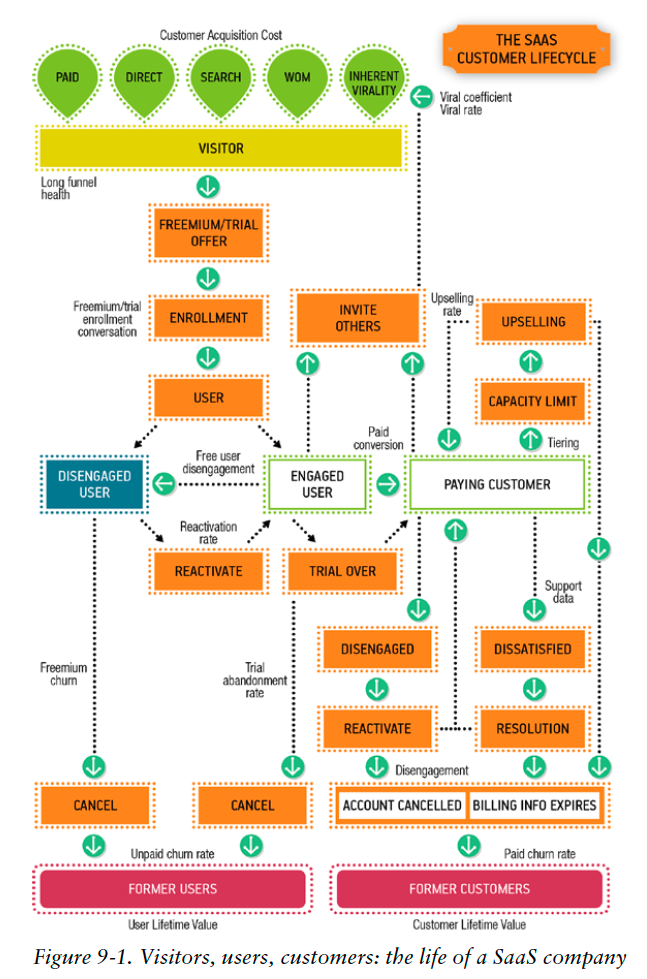 Customer Acquisition Cost
THE SAAS
CUSTOMER LIFECYCLE
PAID
DIRECT
SEARCH
WOM
INHERENT
VIRALITY
Viral coefficient
Viral rate
VISITOR
Long funnel
health
FREEMIUM/TRIAL
OFFER
Freemium/trial
enrollment
conversation
ENROLLMENT
INVITE
OTHERS
Upselling
rate
UPSELLING
USER
CAPACITY LIMIT
Paid
conversion
Tiering
DISENGAGED
USER
Free user
disengagement
ENGAGED
USER
PAYING CUSTOMER
Reactivation
rate
REACTIVATE
TRIAL OVER
Support
data
Freemium
churn
Trial
abandonment
rate
DISENGAGED
DISSATISFIED
REACTIVATE
RESOLUTION
Disengagement
CANCEL
CANCEL
ACCOUNT CANCELLED
BILLING INFO EXPIRES
Unpaid churn rate
Paid churn rate
FORMER USERS
FORMER CUSTOMERS
User Lifetime Value
Customer Lifetime Value
Figure 9-1. Visitors, users, customers: the life of a SaaS company